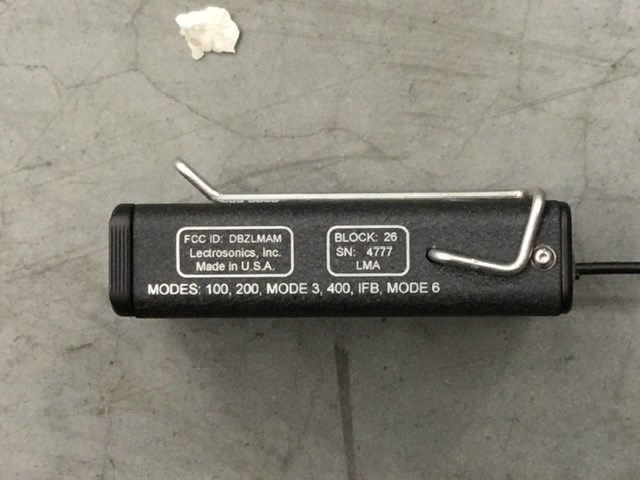 FCC ID: DBZLMAM
Lectrosonics, Inc.
Made in U.S.A.
BLOCK: 26
SN: 4777
LMA
MODES: 100, 200, MODE 3, 400, IFB, MODE 6